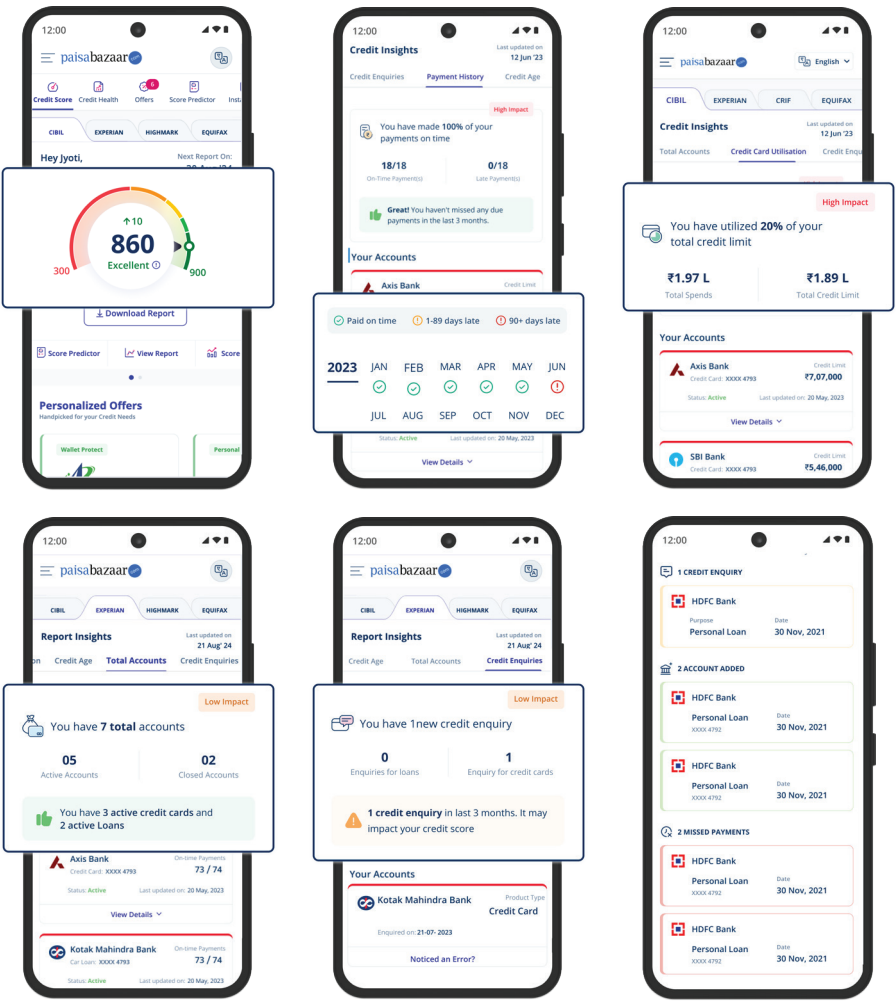 12:00
paisabazaar
6
Credit Score Credit Health Offers Score Predictor
CIBIL EXPERIAN HIGHMARK EQUIFAX
Hey Jyoti,
Next Report On:
10
860
Excellent
300
900
Download Report
Score Predictor View Report Score
Personalized Offers
Handpicked for your Credit Needs
Wallet Protect
Personal
12:00
Credit Insights
Last updated on
12 Jun '23
Credit Enquiries Payment History Credit Age
High Impact
You have made 100% of your
payments on time
18/18 0/18
On-Time Payment(s) Late Payment(s)
Great! You haven't missed any due
payments in the last 3 months.
Your Accounts
Axis Bank Credit Limit
Paid on time 1-89 days late 90+ days late
2023 JAN FEB MAR APR MAY JUN
JUL AUG SEP OCT NOV DEC
Status: Active Last updated on: 20 May, 2023
View Details
12:00
paisabazaar
English
CIBIL EXPERIAN CRIF EQUIFAX
Credit Insights
Last updated on
12 Jun '23
Total Accounts Credit Card Utilisation Credit Enqu
High Impact
You have utilized 20% of your
total credit limit
₹1.97 L ₹1.89 L
Total Spends Total Credit Limit
Your Accounts
Axis Bank Credit Limit
Credit Card: XXXX 4793 ₹7,07,000
Status: Active Last updated on: 20 May, 2023
View Details
SBI Bank Credit Limit
Credit Card: XXXX 4793 ₹5,46,000
12:00
paisabazaar
CIBIL EXPERIAN HIGHMARK EQUIFAX
Report Insights
Last updated on
21 Aug' 24
on Credit Age Total Accounts Credit Enquiries
Low Impact
You have 7 total accounts
05 02
Active Accounts Closed Accounts
You have 3 active credit cards and
2 active Loans
Axis Bank On-time Payments
Credit Card: XXXX 4793 73 / 74
Status: Active Last updated on: 20 May, 2023
View Details
Kotak Mahindra Bank On-time Payments
Car Loan: XXXX 4793 73 / 74
Status: Active Last updated on: 20 May, 2023
12:00
paisabazaar
CIBIL EXPERIAN HIGHMARK EQUIFAX
Report Insights
Last updated on
21 Aug' 24
Credit Age Total Accounts Credit Enquiries
Low Impact
You have 1new credit enquiry
0 1
Enquiries for loans Enquiry for credit cards
1 credit enquiry in last 3 months. It may
impact your credit score
Your Accounts
Kotak Mahindra Bank Product Type
Credit Card
Enquired on: 21-07- 2023
Noticed an Error?
12:00
1 CREDIT ENQUIRY
HDFC Bank
Purpose Date
Personal Loan 30 Nov, 2021
2 ACCOUNT ADDED
HDFC Bank
Personal Loan Date
XXXX 4792 30 Nov, 2021
HDFC Bank
Personal Loan Date
XXXX 4792 30 Nov, 2021
2 MISSED PAYMENTS
HDFC Bank
Personal Loan Date
XXXX 4792 30 Nov, 2021
HDFC Bank
Personal Loan Date
XXXX 4792 30 Nov, 2021